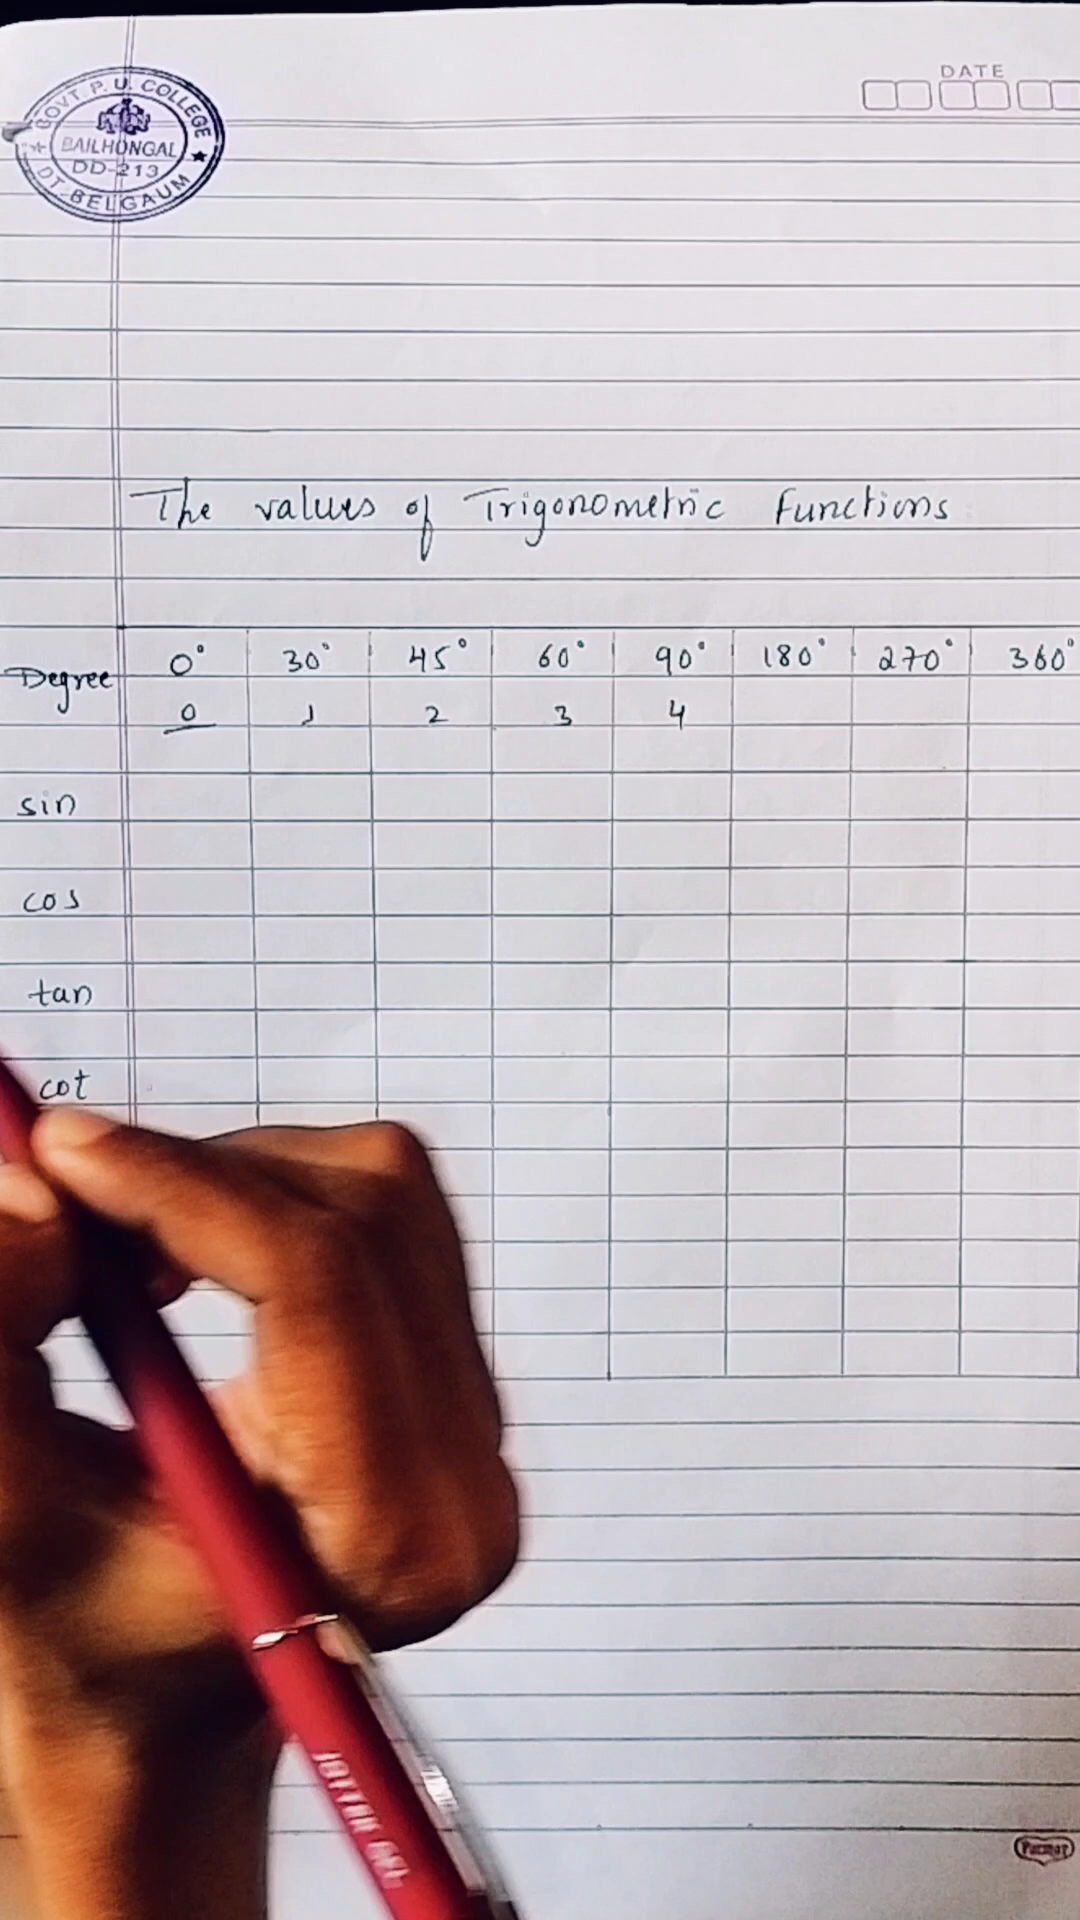 GOVT P. U. COLLEGE
BAILHONGAL
DD-213
DT-BELGAUM
DATE
The values of Trigonometric Functions
Degree 0° 30° 45° 60° 90° 180° 270° 360°
0 1 2 3 4
sin
cos
tan
cot